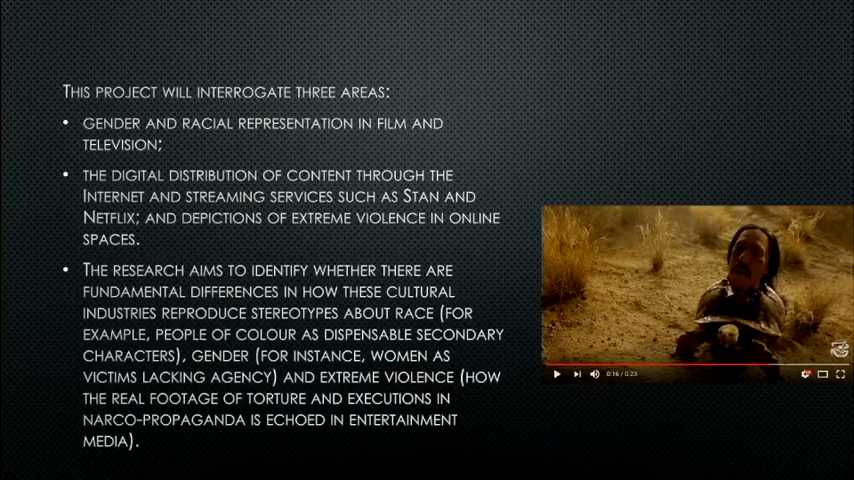 THIS PROJECT WILL INTERROGATE THREE AREAS:
• GENDER AND RACIAL REPRESENTATION IN FILM AND
TELEVISION;
• THE DIGITAL DISTRIBUTION OF CONTENT THROUGH THE
INTERNET AND STREAMING SERVICES SUCH AS STAN AND
NETFLIX; AND DEPICTIONS OF EXTREME VIOLENCE IN ONLINE
SPACES.
• THE RESEARCH AIMS TO IDENTIFY WHETHER THERE ARE
FUNDAMENTAL DIFFERENCES IN HOW THESE CULTURAL
INDUSTRIES REPRODUCE STEREOTYPES ABOUT RACE (FOR
EXAMPLE, PEOPLE OF COLOUR AS DISPENSABLE SECONDARY
CHARACTERS), GENDER (FOR INSTANCE, WOMEN AS
VICTIMS LACKING AGENCY) AND EXTREME VIOLENCE (HOW
THE REAL FOOTAGE OF TORTURE AND EXECUTIONS IN
NARCO-PROPAGANDA IS ECHOED IN ENTERTAINMENT
MEDIA).
0:16 / 0:23